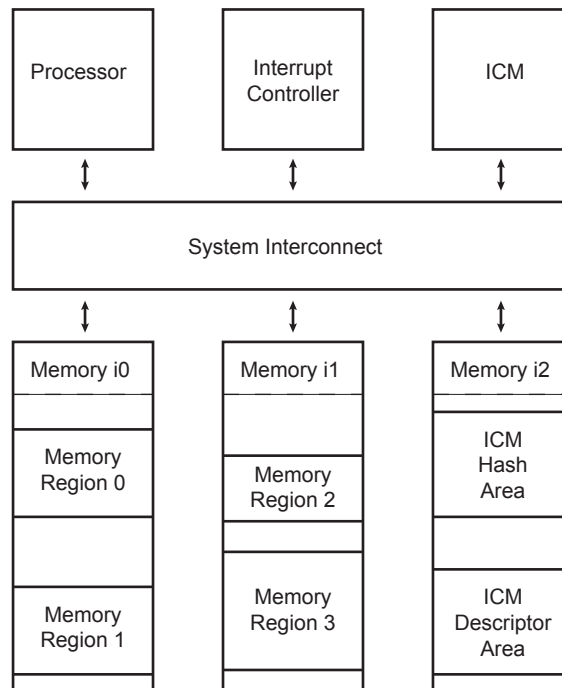 Processor
Interrupt
Controller
ICM
System Interconnect
Memory i0
Memory i1
Memory i2
Memory
Region 0
Memory
Region 2
ICM
Hash
Area
Memory
Region 1
Memory
Region 3
ICM
Descriptor
Area